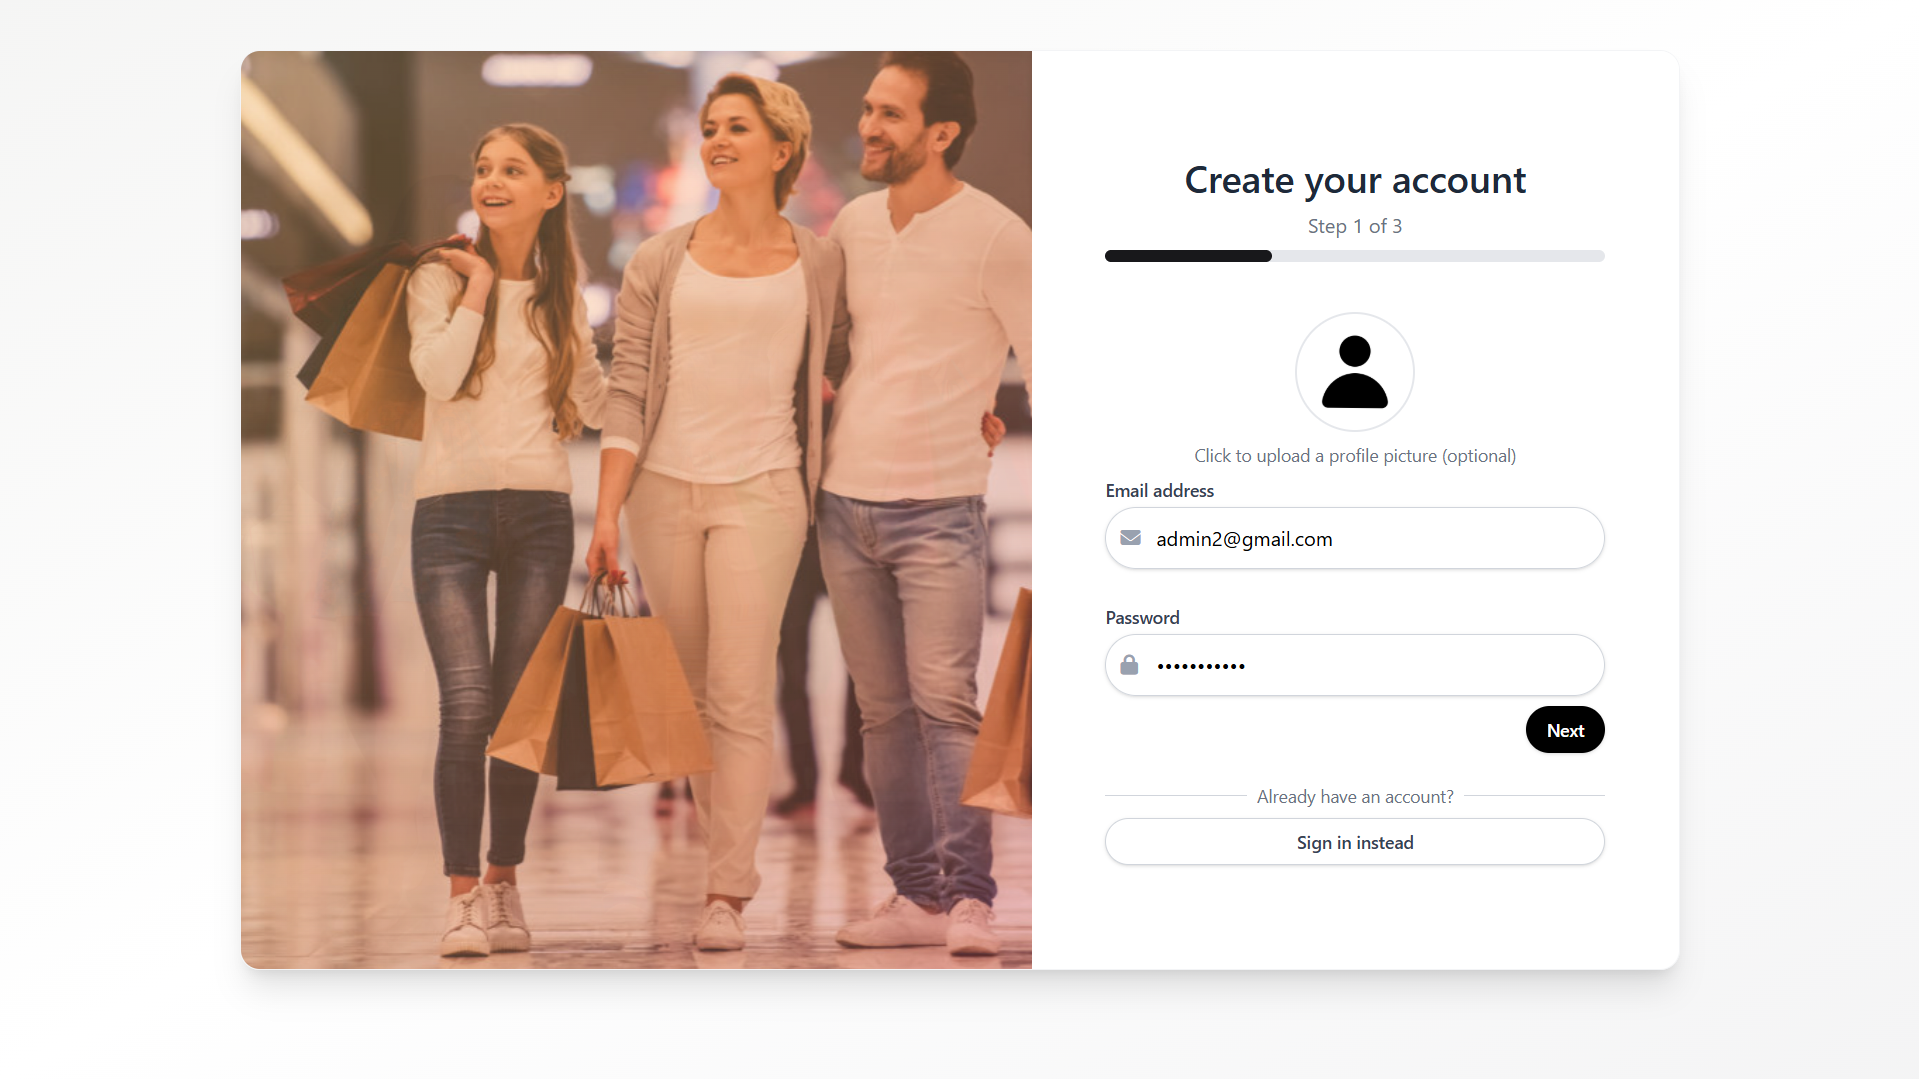 Create your account
Step 1 of 3
Click to upload a profile picture (optional)
Email address
admin2@gmail.com
Password
•••••••••••
Next
Already have an account?
Sign in instead